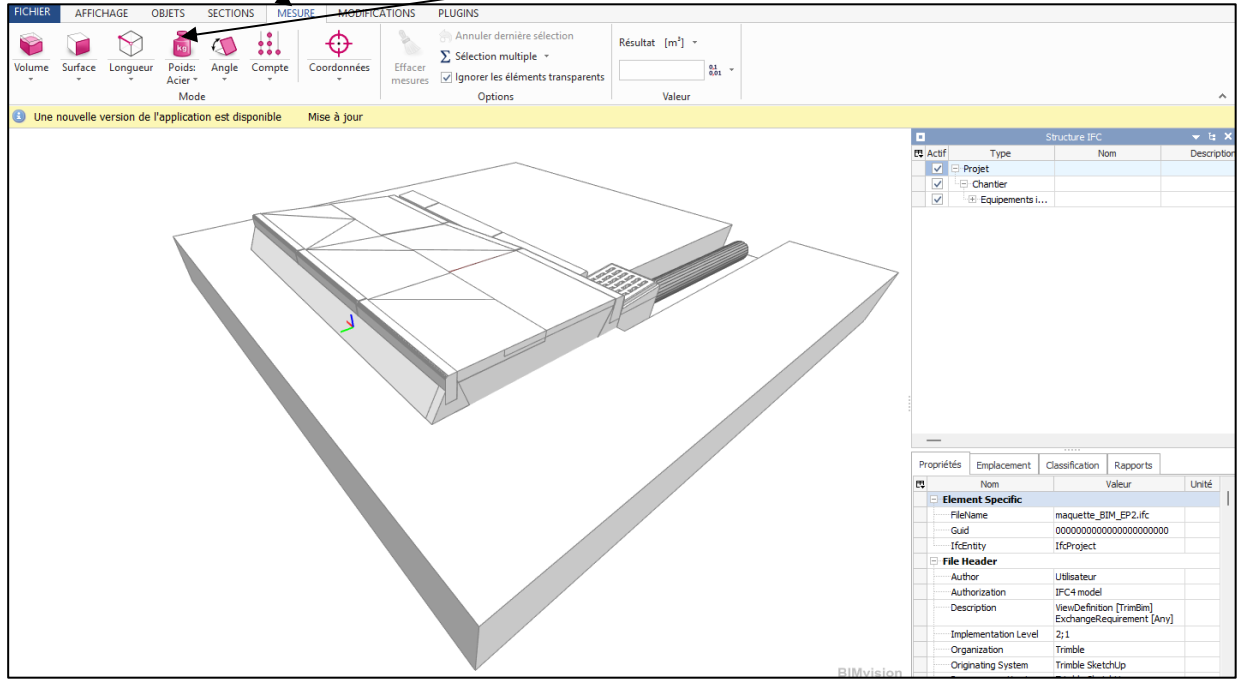 FICHIER AFFICHAGE OBJETS SECTIONS MESURE MODIFICATIONS PLUGINS
Volume Surface Longueur Poids: Acier Angle Compte Coordonnées
kg
Mode
Effacer mesures
Annuler dernière sélection
Σ Sélection multiple
Ignorer les éléments transparents
Options
Résultat [m³]
0,1
0,01
Valeur
Une nouvelle version de l'application est disponible Mise à jour
Structure IFC
Actif Type Nom Description
Projet
Chantier
Equipements i...
Propriétés Emplacement Classification Rapports
Nom Valeur Unité
Element Specific
FileName maquette_BIM_EP2.ifc
Guid 0000000000000000000000
IfcEntity IfcProject
File Header
Author Utilisateur
Authorization IFC4 model
Description ViewDefinition [TrimBim]
ExchangeRequirement [Any]
Implementation Level 2;1
Organization Trimble
Originating System Trimble SketchUp
BIMvision